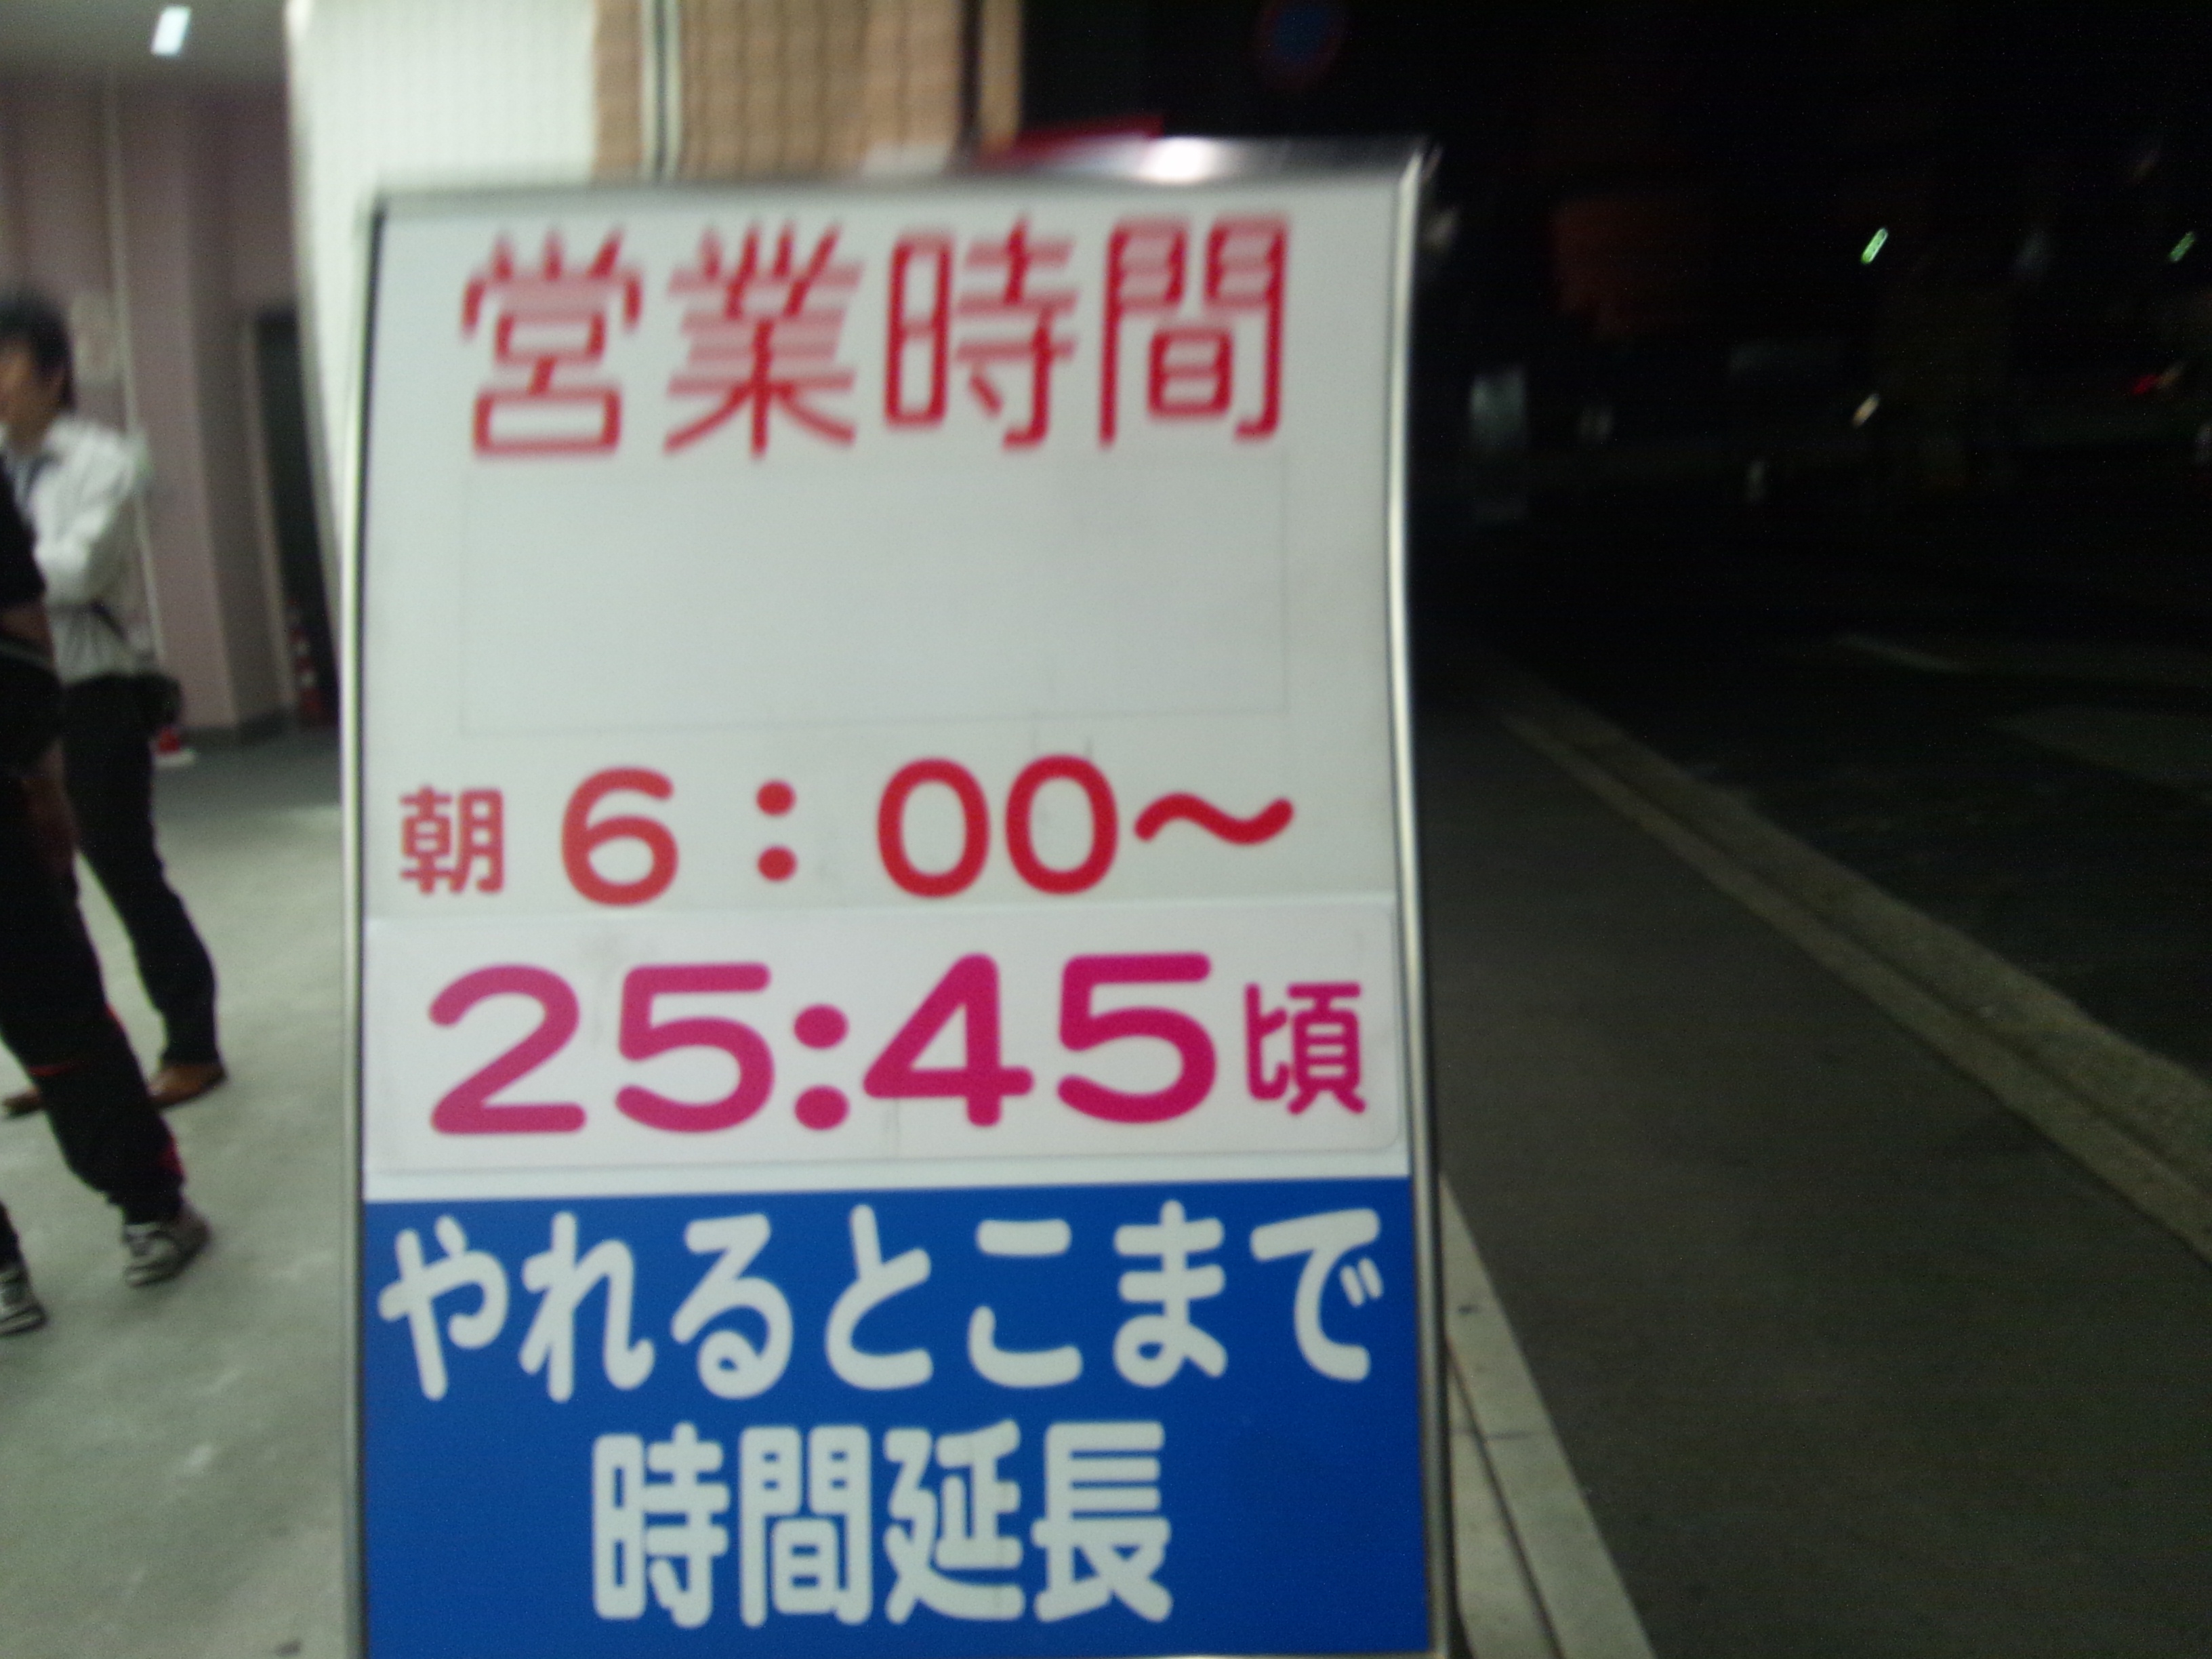 営業時間
朝 6：00～
25:45頃
やれるとこまで
時間延長